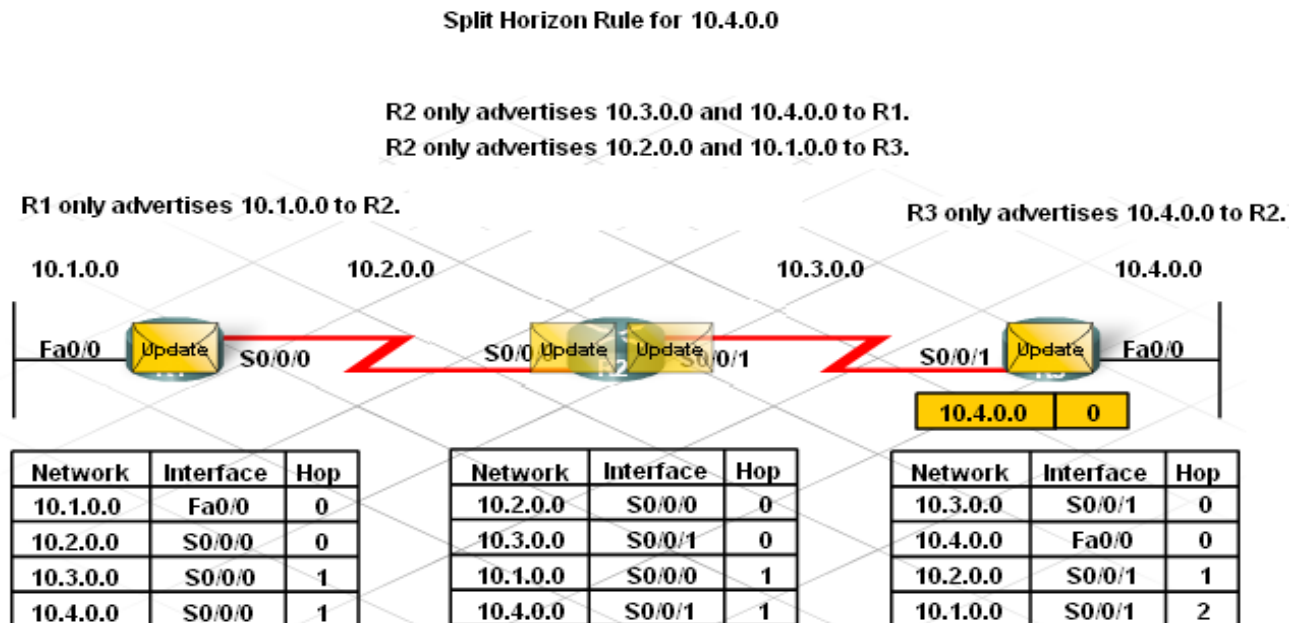 Split Horizon Rule for 10.4.0.0
R2 only advertises 10.3.0.0 and 10.4.0.0 to R1.
R2 only advertises 10.2.0.0 and 10.1.0.0 to R3.
R1 only advertises 10.1.0.0 to R2.
R3 only advertises 10.4.0.0 to R2.
10.1.0.0 10.2.0.0 10.3.0.0 10.4.0.0
Fa0/0 Update S0/0/0 Update R2 Update S0/0/1 Update Fa0/0
10.4.0.0 0
Network Interface Hop
10.1.0.0 Fa0/0 0
10.2.0.0 S0/0/0 0
10.3.0.0 S0/0/0 1
10.4.0.0 S0/0/0 1
Network Interface Hop
10.2.0.0 S0/0/0 0
10.3.0.0 S0/0/1 0
10.1.0.0 S0/0/0 1
10.4.0.0 S0/0/1 1
Network Interface Hop
10.3.0.0 S0/0/1 0
10.4.0.0 Fa0/0 0
10.2.0.0 S0/0/1 1
10.1.0.0 S0/0/1 2